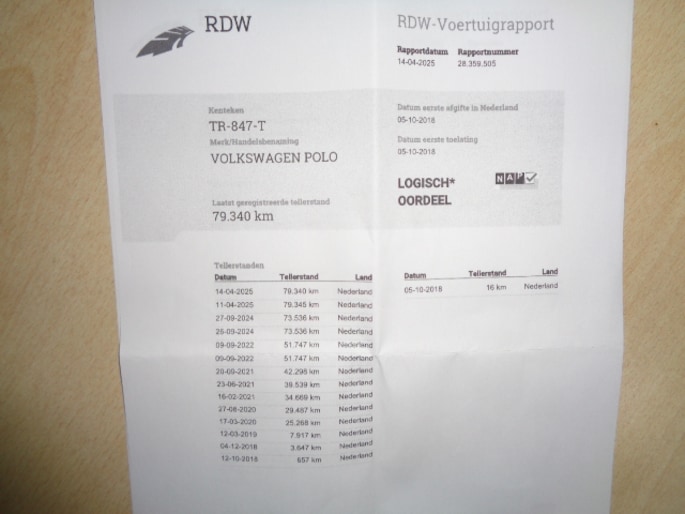 RDW
RDW-Voertuigrapport
Rapportdatum Rapportnummer
14-04-2025 28.359.505
Kenteken
TR-847-T
Merk/Handelsbenaming
VOLKSWAGEN POLO
Laatst geregistreerde tellerstand
79.340 km
Datum eerste afgifte in Nederland
05-10-2018
Datum eerste toelating
05-10-2018
LOGISCH*
OORDEEL
NAP
Tellerstanden
Datum Tellerstand Land
14-04-2025 79.340 km Nederland
11-04-2025 79.345 km Nederland
27-09-2024 73.536 km Nederland
26-09-2024 73.536 km Nederland
09-09-2022 51.747 km Nederland
09-09-2022 51.747 km Nederland
20-09-2021 42.298 km Nederland
23-06-2021 39.539 km Nederland
16-02-2021 34.669 km Nederland
27-08-2020 29.487 km Nederland
17-03-2020 25.268 km Nederland
12-03-2019 7.917 km Nederland
04-12-2018 3.647 km Nederland
12-10-2018 657 km Nederland
Datum Tellerstand Land
05-10-2018 16 km Nederland